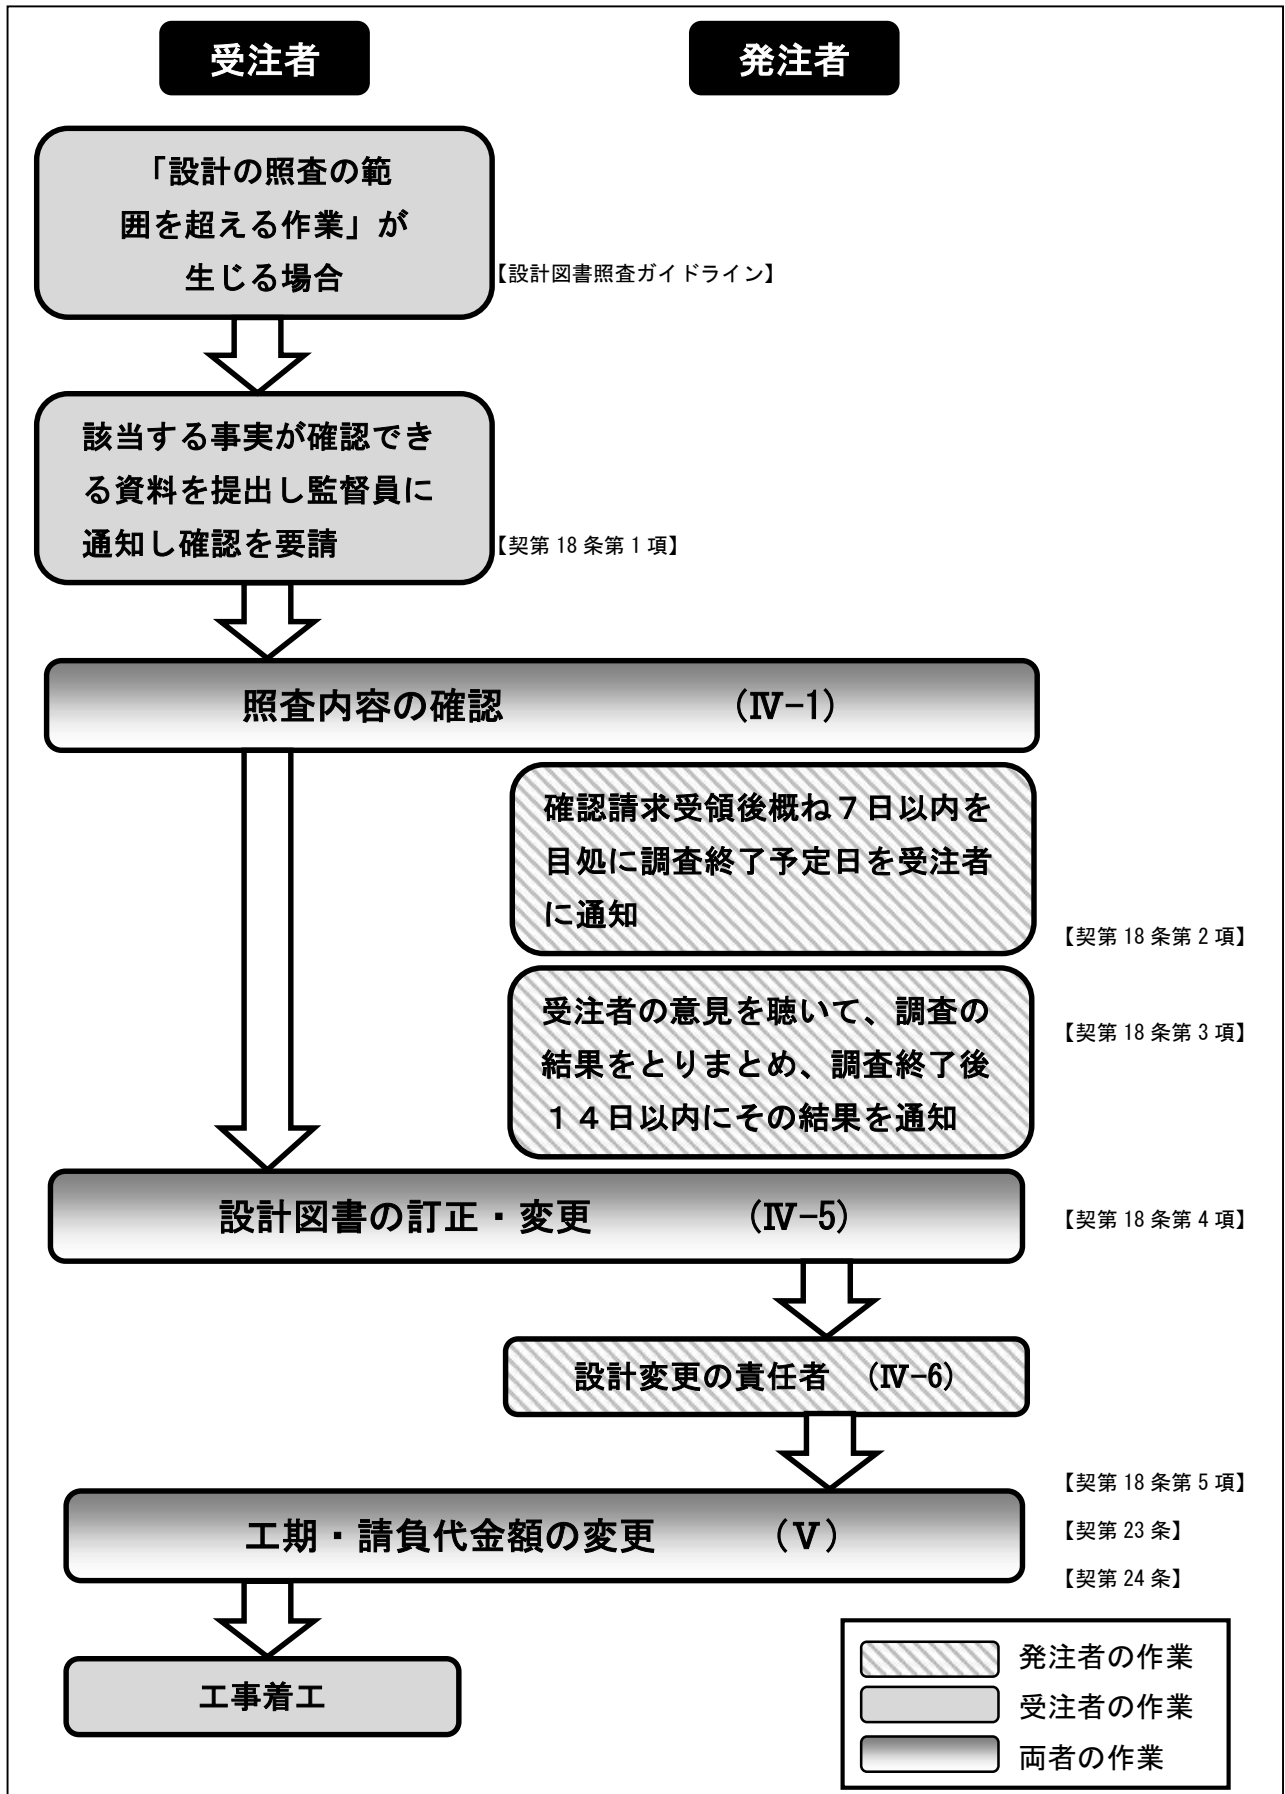 受注者
発注者
「設計の照査の範
囲を超える作業」が
生じる場合
【設計図書照査ガイドライン】
該当する事実が確認でき
る資料を提出し監督員に
通知し確認を要請
【契第18条第1項】
照査内容の確認 (Ⅳ-1)
確認請求受領後概ね７日以内を
目処に調査終了予定日を受注者
に通知
【契第18条第2項】
受注者の意見を聴いて、調査の
結果をとりまとめ、調査終了後
１４日以内にその結果を通知
【契第18条第3項】
設計図書の訂正・変更 (Ⅳ-5)
【契第18条第4項】
設計変更の責任者 (Ⅳ-6)
工期・請負代金額の変更 (Ⅴ)
【契第18条第5項】
【契第23条】
【契第24条】
工事着工
発注者の作業
受注者の作業
両者の作業